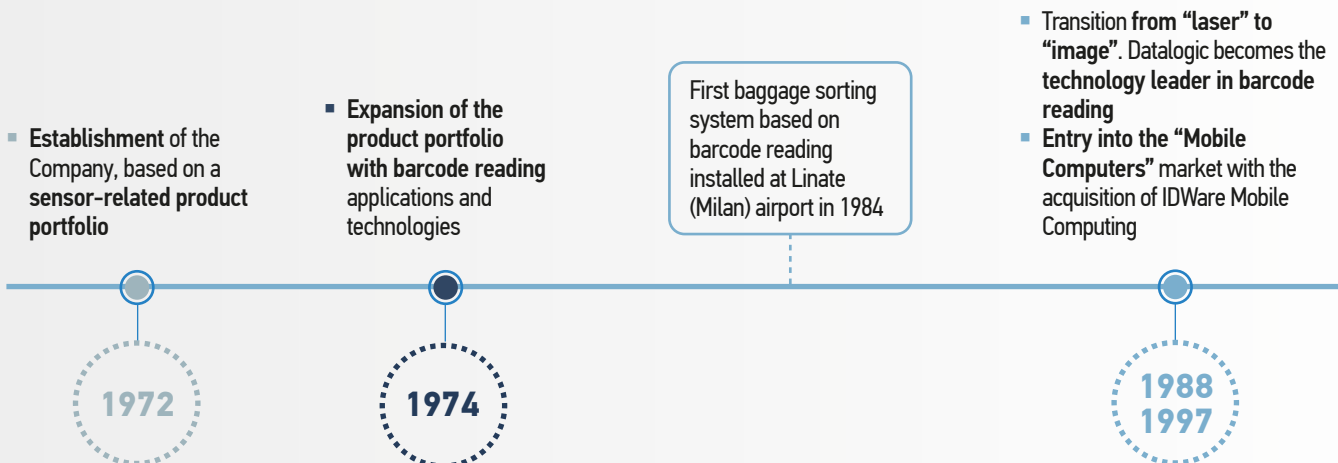 ▪ Establishment of the
Company, based on a
sensor-related product
portfolio
▪ Expansion of the
product portfolio
with barcode reading
applications and
technologies
First baggage sorting
system based on
barcode reading
installed at Linate
(Milan) airport in 1984
▪ Transition from “laser” to
“image”. Datalogic becomes the
technology leader in barcode
reading
▪ Entry into the “Mobile
Computers” market with the
acquisition of IDWare Mobile
Computing
1972
1974
1988
1997